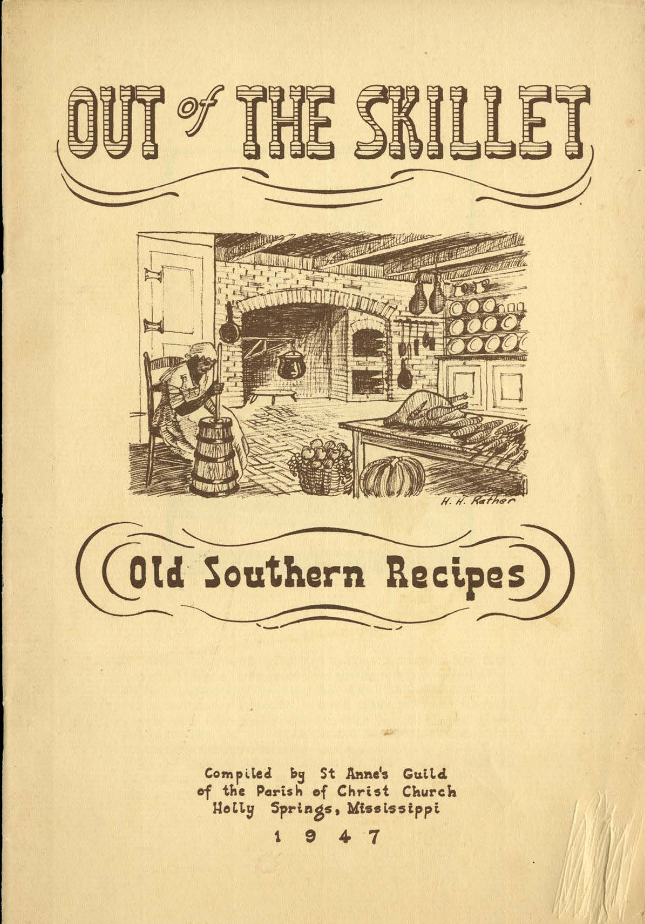 OUT of THE SKILLET
H. H. Rather
Old Southern Recipes
Compiled by St Anne's Guild
of the Parish of Christ Church
Holly Springs, Mississippi
1 9 4 7